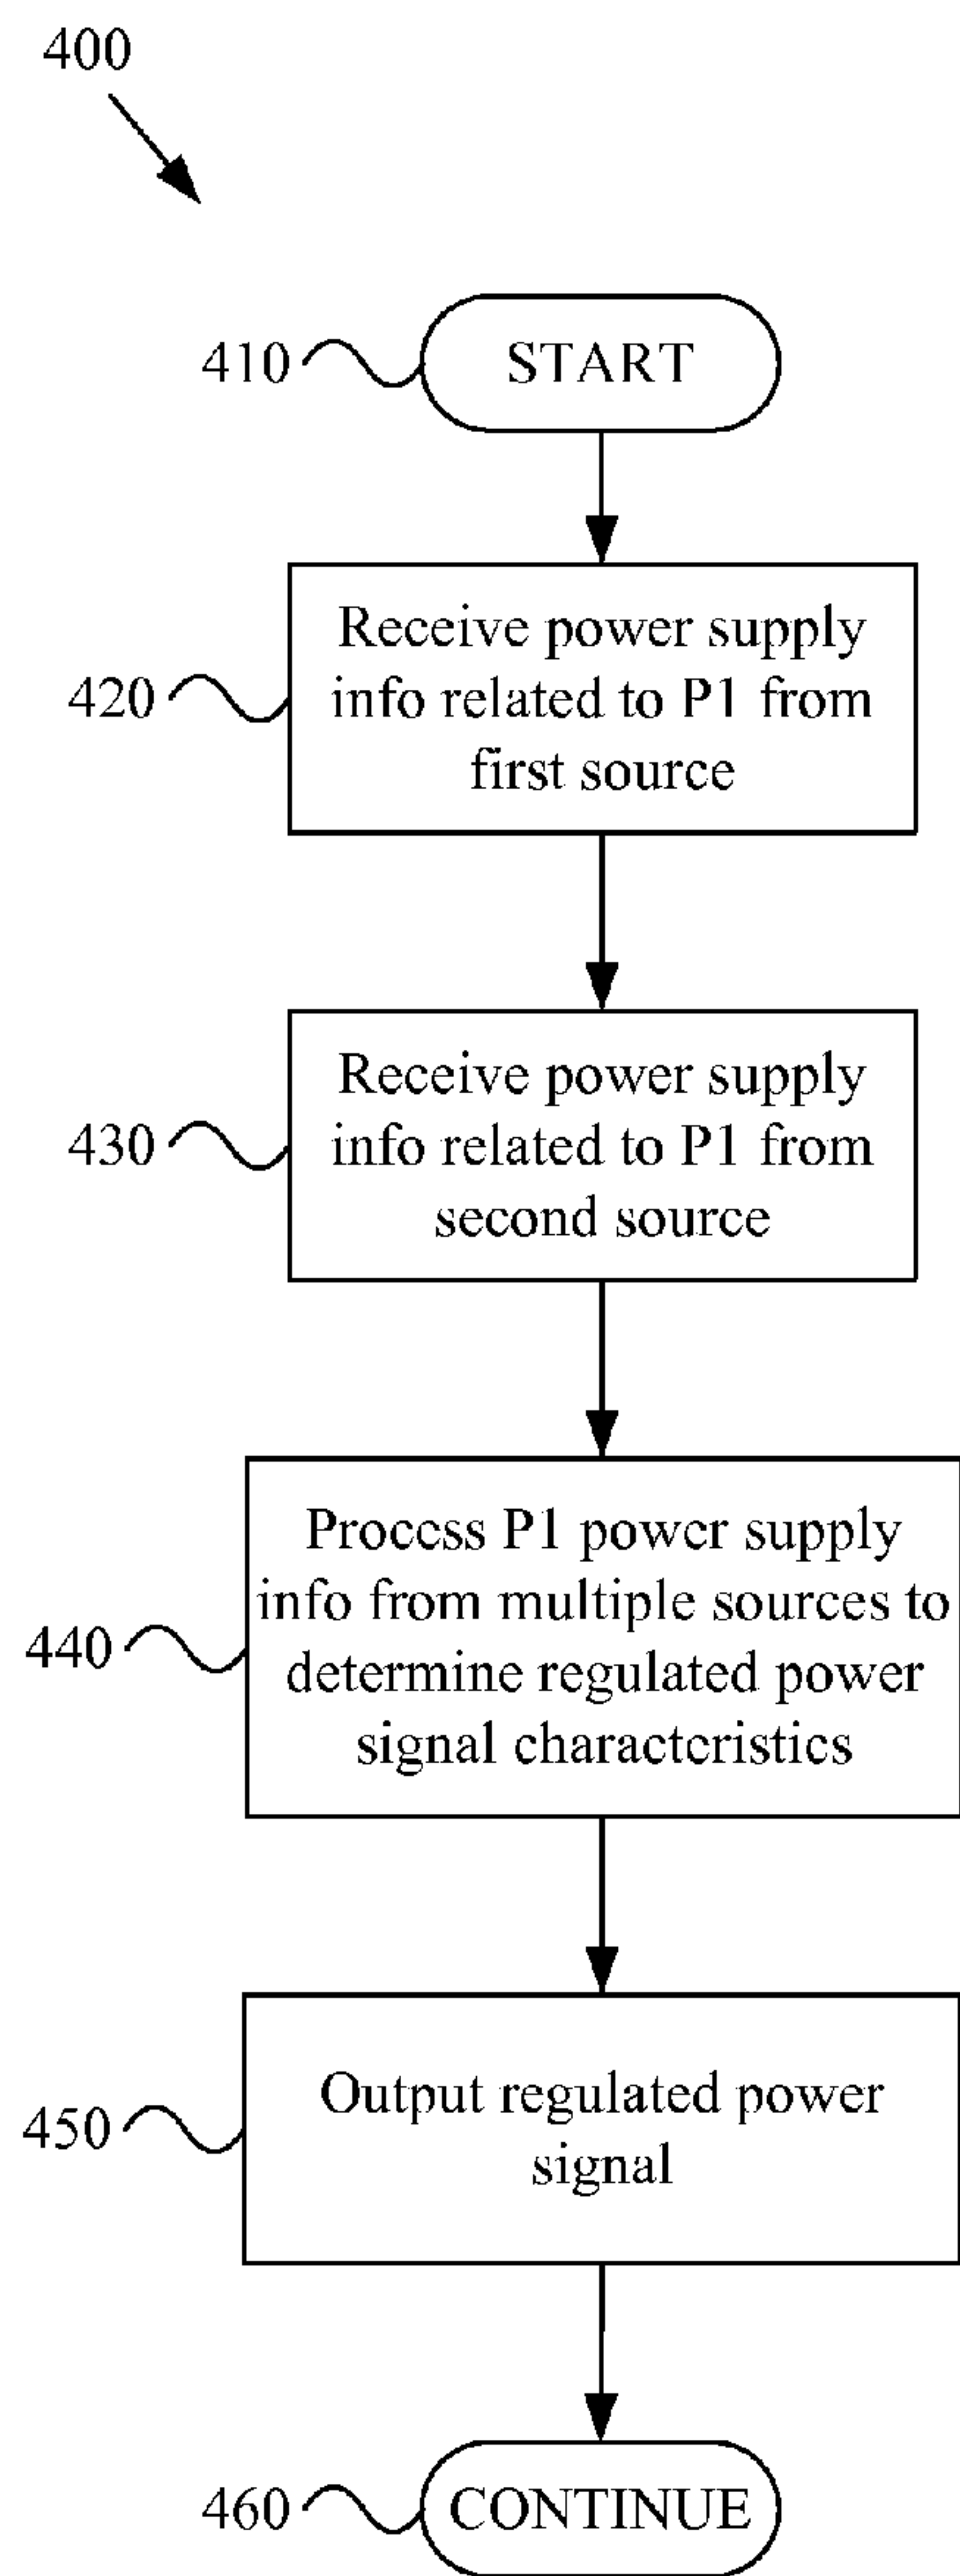 400
410
START
420
Receive power supply
info related to P1 from
first source
430
Receive power supply
info related to P1 from
second source
440
Process P1 power supply
info from multiple sources to
determine regulated power
signal characteristics
450
Output regulated power
signal
460
CONTINUE